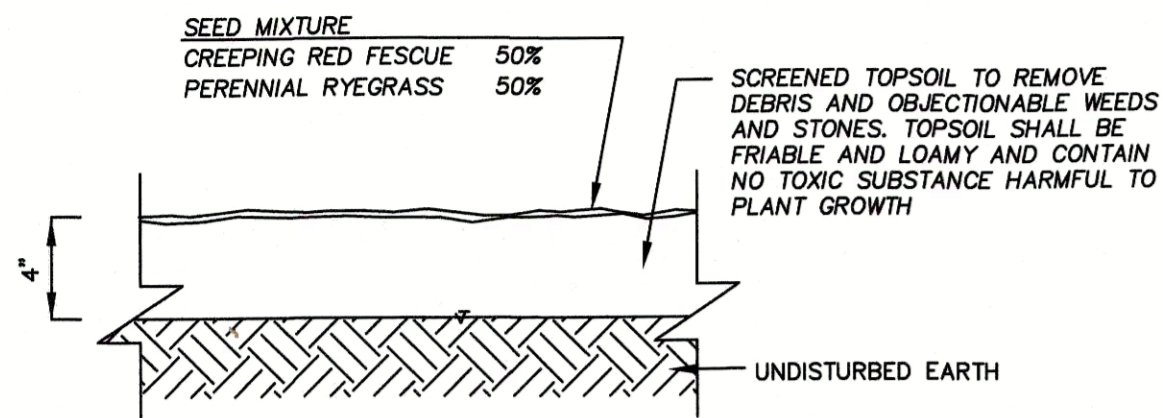 SEED MIXTURE
CREEPING RED FESCUE 50%
PERENNIAL RYEGRASS 50%
SCREENED TOPSOIL TO REMOVE
DEBRIS AND OBJECTIONABLE WEEDS
AND STONES. TOPSOIL SHALL BE
FRIABLE AND LOAMY AND CONTAIN
NO TOXIC SUBSTANCE HARMFUL TO
PLANT GROWTH
4"
UNDISTURBED EARTH